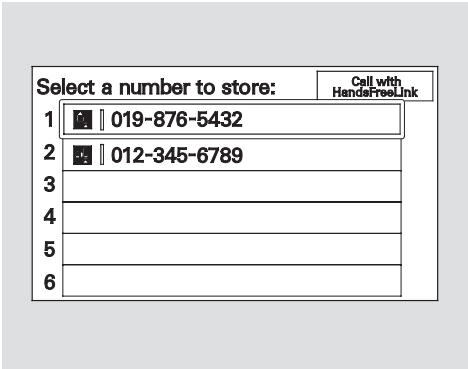 Select a number to store:
Call with
HandsFreeLink
1 019-876-5432
2 012-345-6789
3
4
5
6